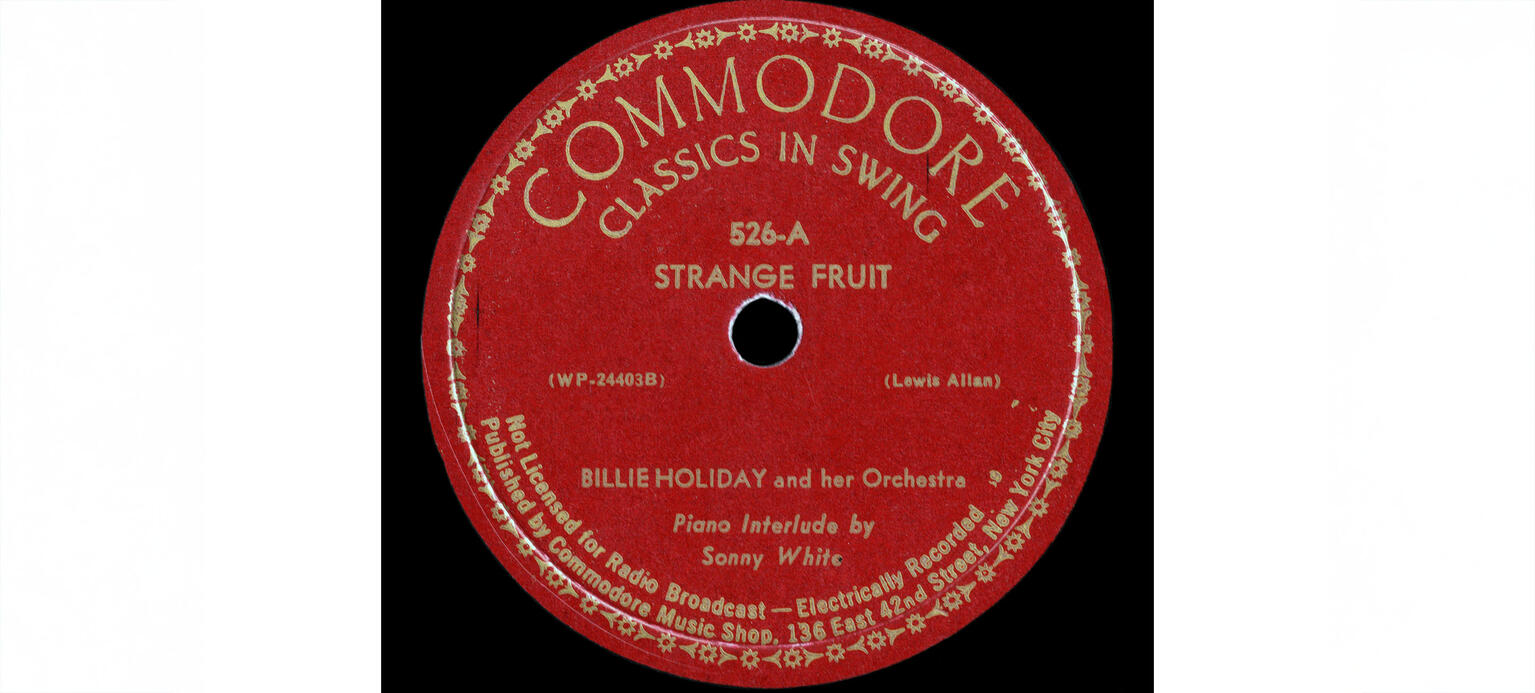 COMMODORE
CLASSICS IN SWING
526-A
STRANGE FRUIT
(WP-24403B)
(Lewis Allan)
BILLIE HOLIDAY and her Orchestra
Piano Interlude by
Sonny White
Not Licensed for Radio Broadcast — Electrically Recorded
Published by Commodore Music Shop, 136 East 42nd Street, New York City